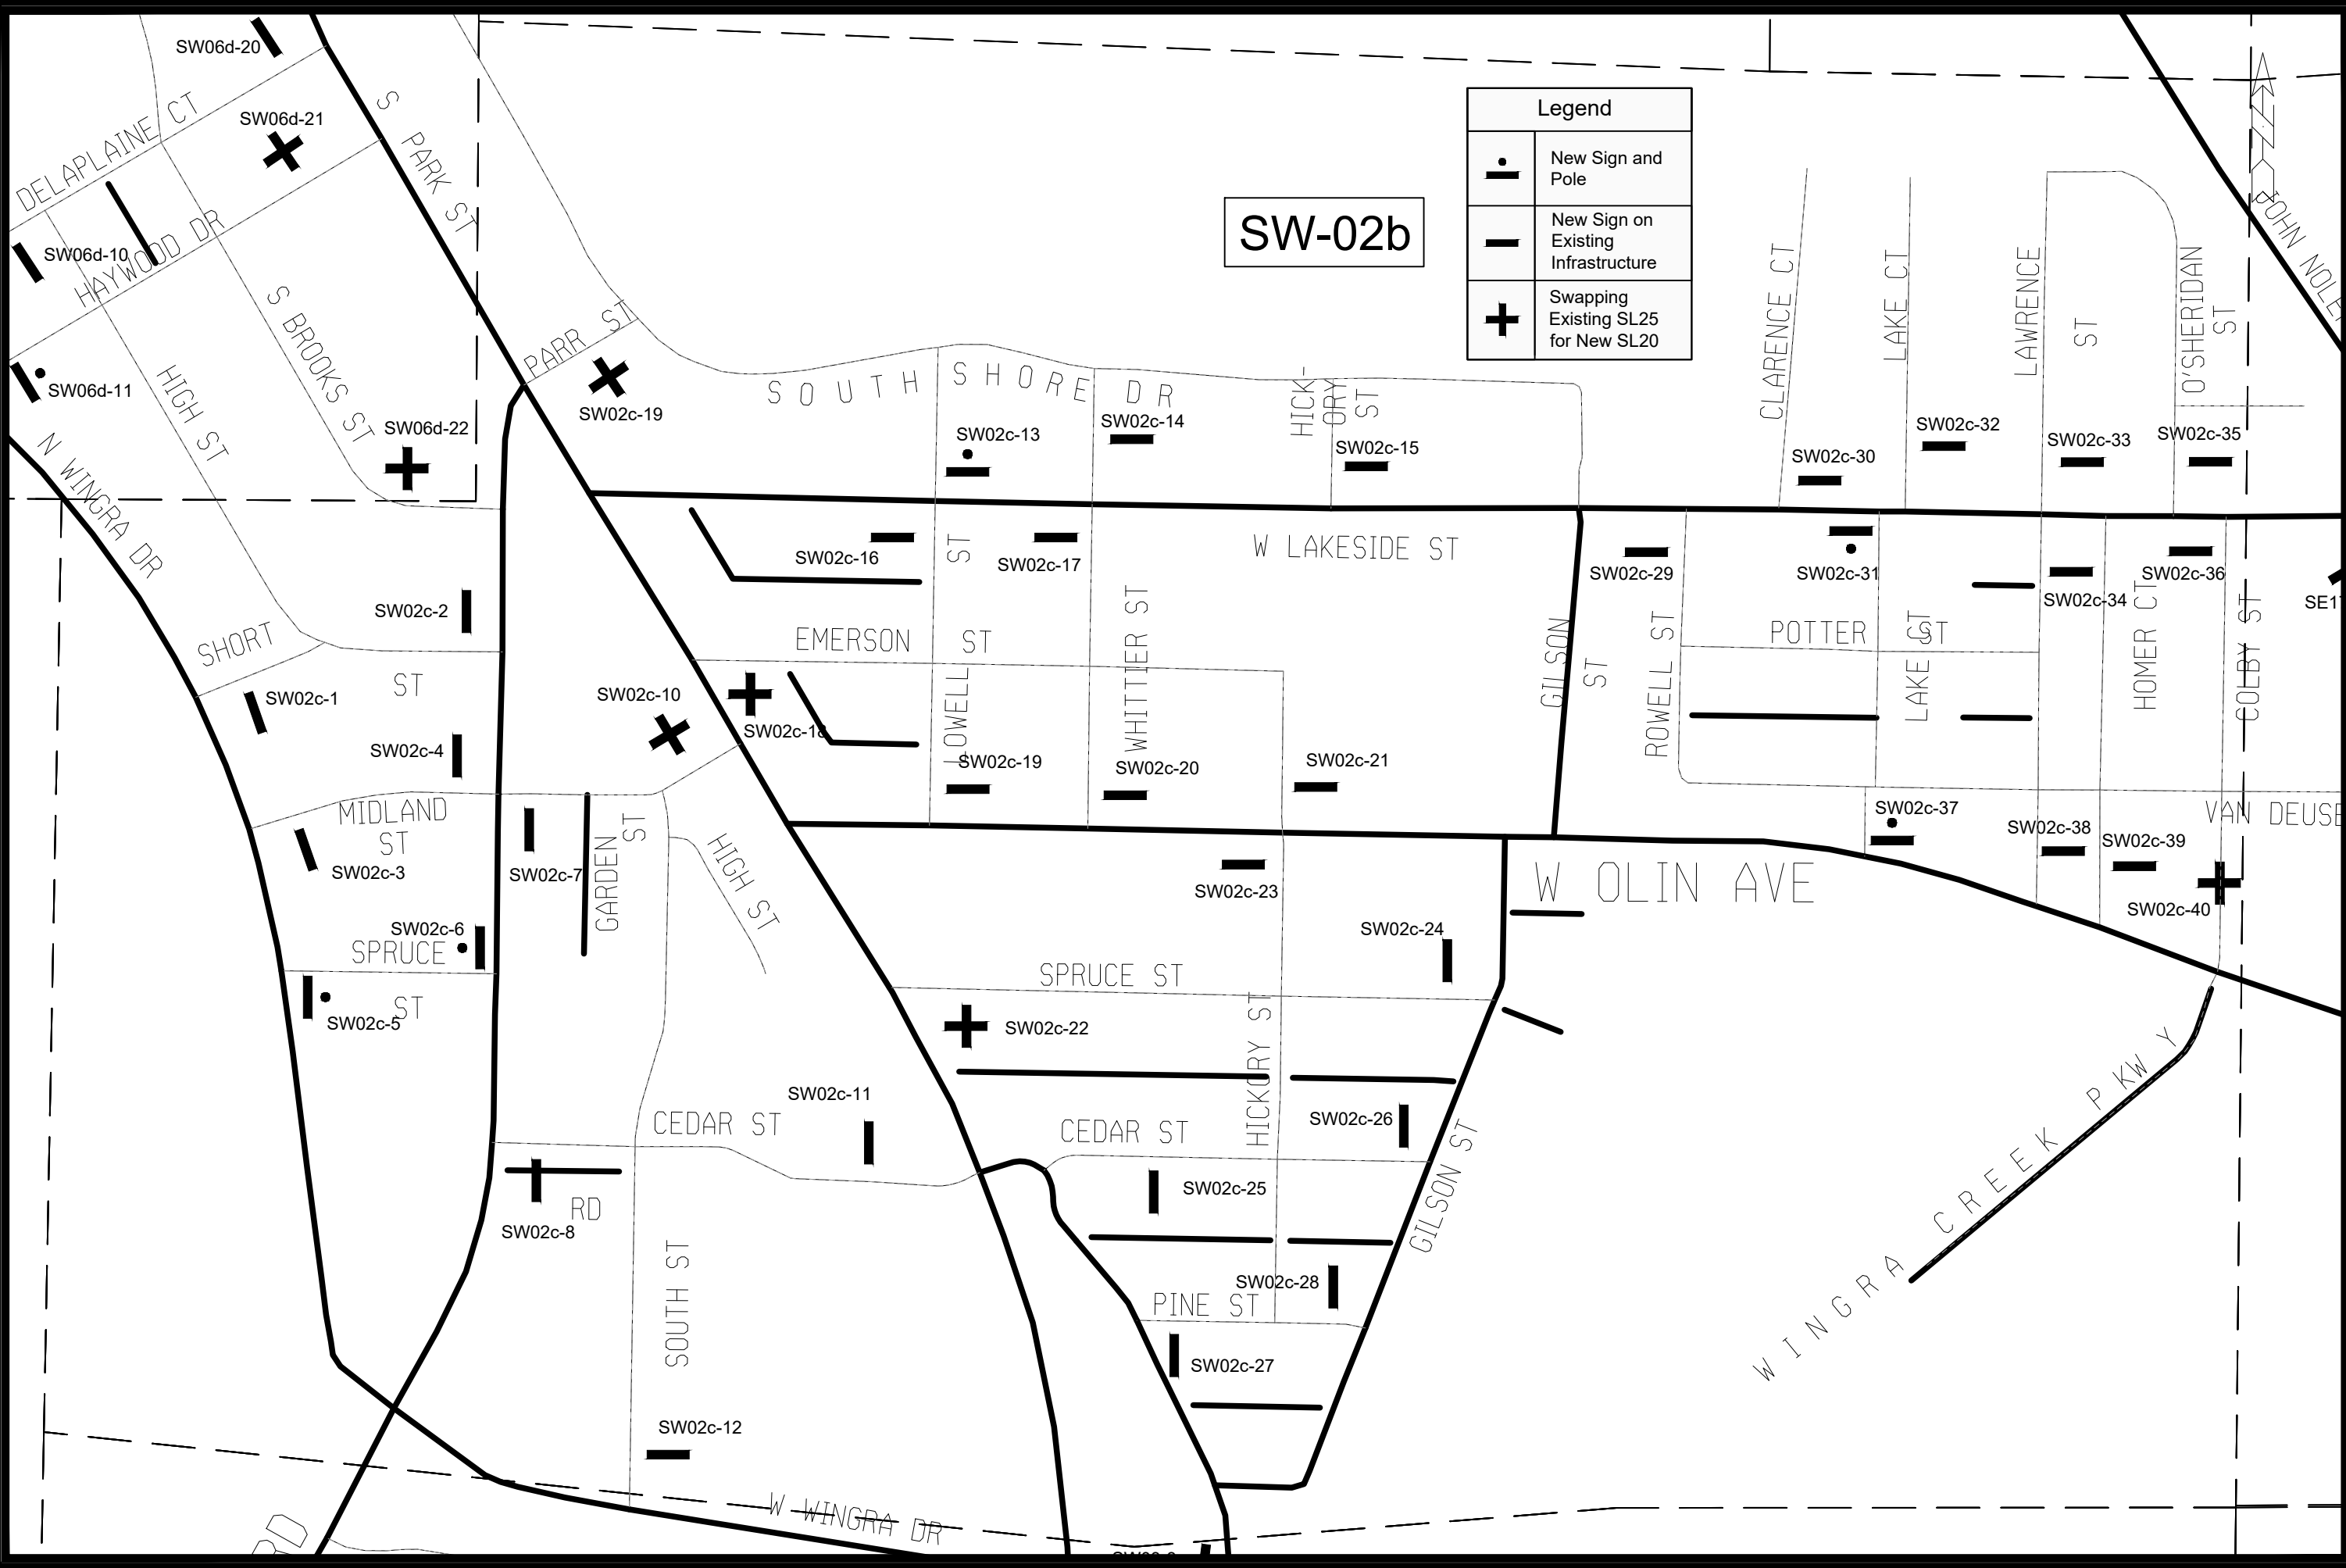 SW06d-20
DELAPLAINE CT
SW06d-21
S PARK ST
SW06d-10
HAYWOOD DR
S BROOKS ST
HIGH ST
SW06d-11
SW06d-22
N WINGRA DR
PARR ST
SW02c-19
SW-02b
Legend
New Sign and
Pole
New Sign on
Existing
Infrastructure
Swapping
Existing SL25
for New SL20
SOUTH SHORE DR
SW02c-13
SW02c-14
HICK-
ORY
ST
SW02c-15
CLARENCE CT
LAKE CT
LAWRENCE
ST
O'SHERIDAN
ST
JOHN NOLE
SW02c-30
SW02c-32
SW02c-33
SW02c-35
SW02c-16
ST
SW02c-17
W LAKESIDE ST
SW02c-29
SW02c-31
SW02c-34
SW02c-36
SE1
SW02c-2
SHORT
ST
EMERSON ST
LOWELL
WHITTIER ST
GILSON
ST
ROWELL ST
POTTER ST
LAKE CT
HOMER CT
COLBY ST
SW02c-1
SW02c-10
SW02c-18
SW02c-4
SW02c-19
SW02c-20
SW02c-21
MIDLAND
ST
SW02c-3
SW02c-7
GARDEN
ST
HIGH ST
SW02c-23
W OLIN AVE
SW02c-37
SW02c-38
SW02c-39
VAN DEUSE
SW02c-40
SW02c-6
SPRUCE
ST
SW02c-5
SW02c-24
SPRUCE ST
SW02c-22
HICKORY ST
SW02c-11
CEDAR ST
CEDAR ST
SW02c-26
GILSON ST
RD
SW02c-8
SW02c-25
SOUTH ST
SW02c-28
PINE ST
SW02c-27
SW02c-12
WINGRA CREEK PKWY
W WINGRA DR
RD